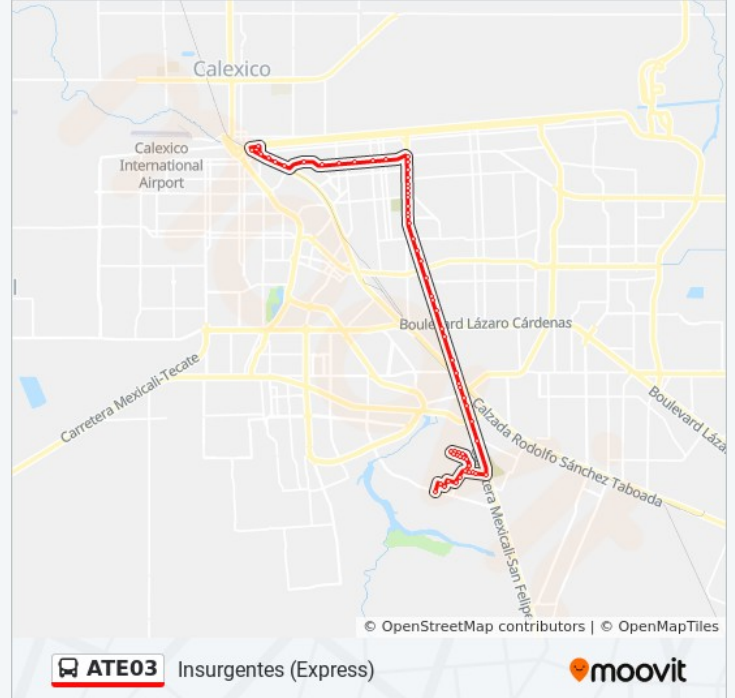 Calexico
Calexico
International
Airport
Boulevard Lázaro Cárdenas
Carretera Mexicali-Tecate
Boulevard Láza
Calzada Rodolfo Sánchez Taboada
tera Mexicali-San Felipe
© OpenStreetMap contributors | © OpenMapTiles
ATE03 Insurgentes (Express)
moovit